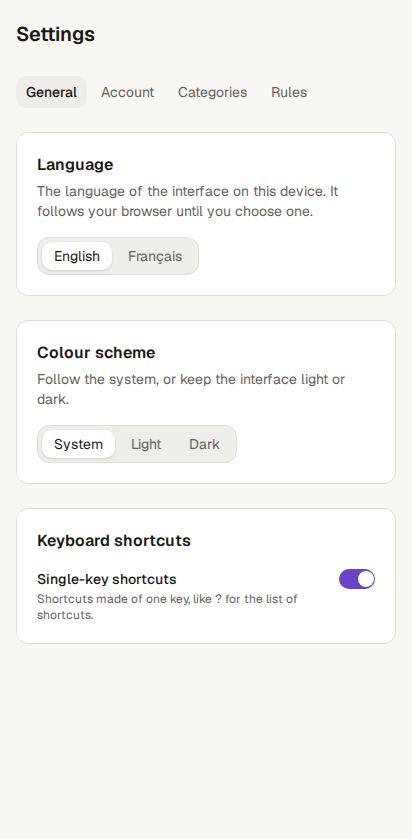 Settings
General Account Categories Rules
Language
The language of the interface on this device. It
follows your browser until you choose one.
English Français
Colour scheme
Follow the system, or keep the interface light or
dark.
System Light Dark
Keyboard shortcuts
Single-key shortcuts
Shortcuts made of one key, like ? for the list of
shortcuts.